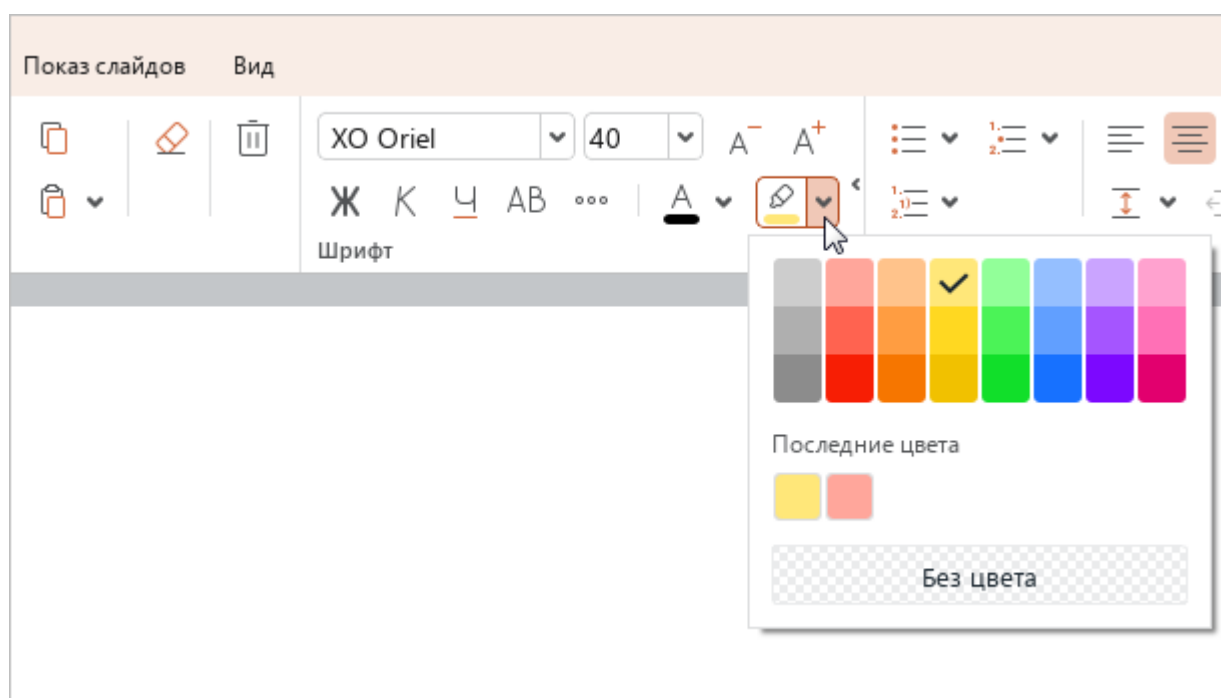 Показ слайдов Вид
XO Oriel 40 A− A+
Ж К Ч АВ А
Шрифт
Последние цвета
Без цвета